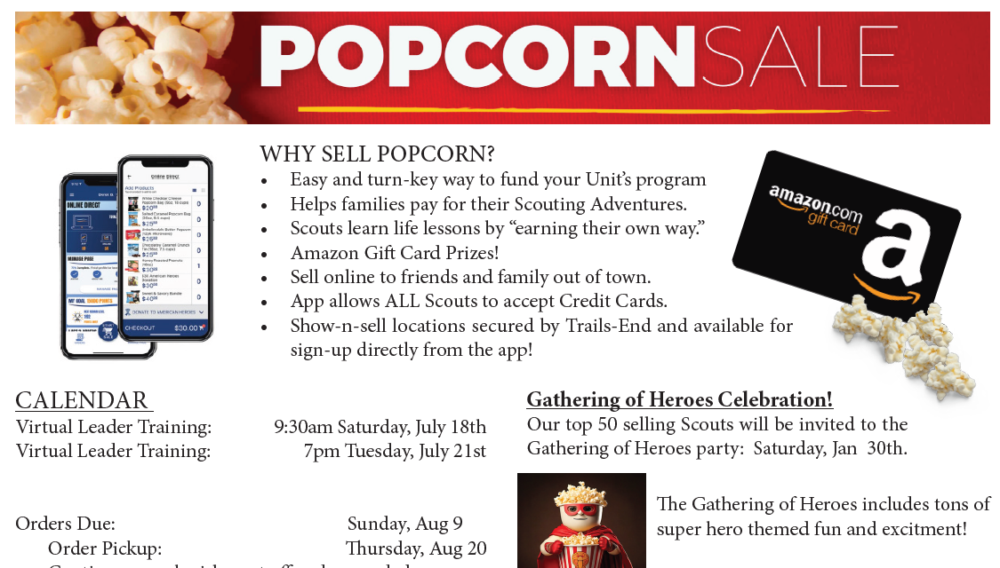 POPCORNSALE
WHY SELL POPCORN?
• Easy and turn-key way to fund your Unit’s program
• Helps families pay for their Scouting Adventures.
• Scouts learn life lessons by “earning their own way.”
• Amazon Gift Card Prizes!
• Sell online to friends and family out of town.
• App allows ALL Scouts to accept Credit Cards.
• Show-n-sell locations secured by Trails-End and available for
sign-up directly from the app!
Online Direct
Add Products
$30.00
DONATE TO AMERICAN HEROES
CHECKOUT $30.00
ONLINE DIRECT
MANAGE PAGE
amazon.com
gift card
a
CALENDAR
Virtual Leader Training: 9:30am Saturday, July 18th
Virtual Leader Training: 7pm Tuesday, July 21st
Orders Due: Sunday, Aug 9
Order Pickup: Thursday, Aug 20
Gathering of Heroes Celebration!
Our top 50 selling Scouts will be invited to the
Gathering of Heroes party: Saturday, Jan 30th.
The Gathering of Heroes includes tons of
super hero themed fun and excitment!